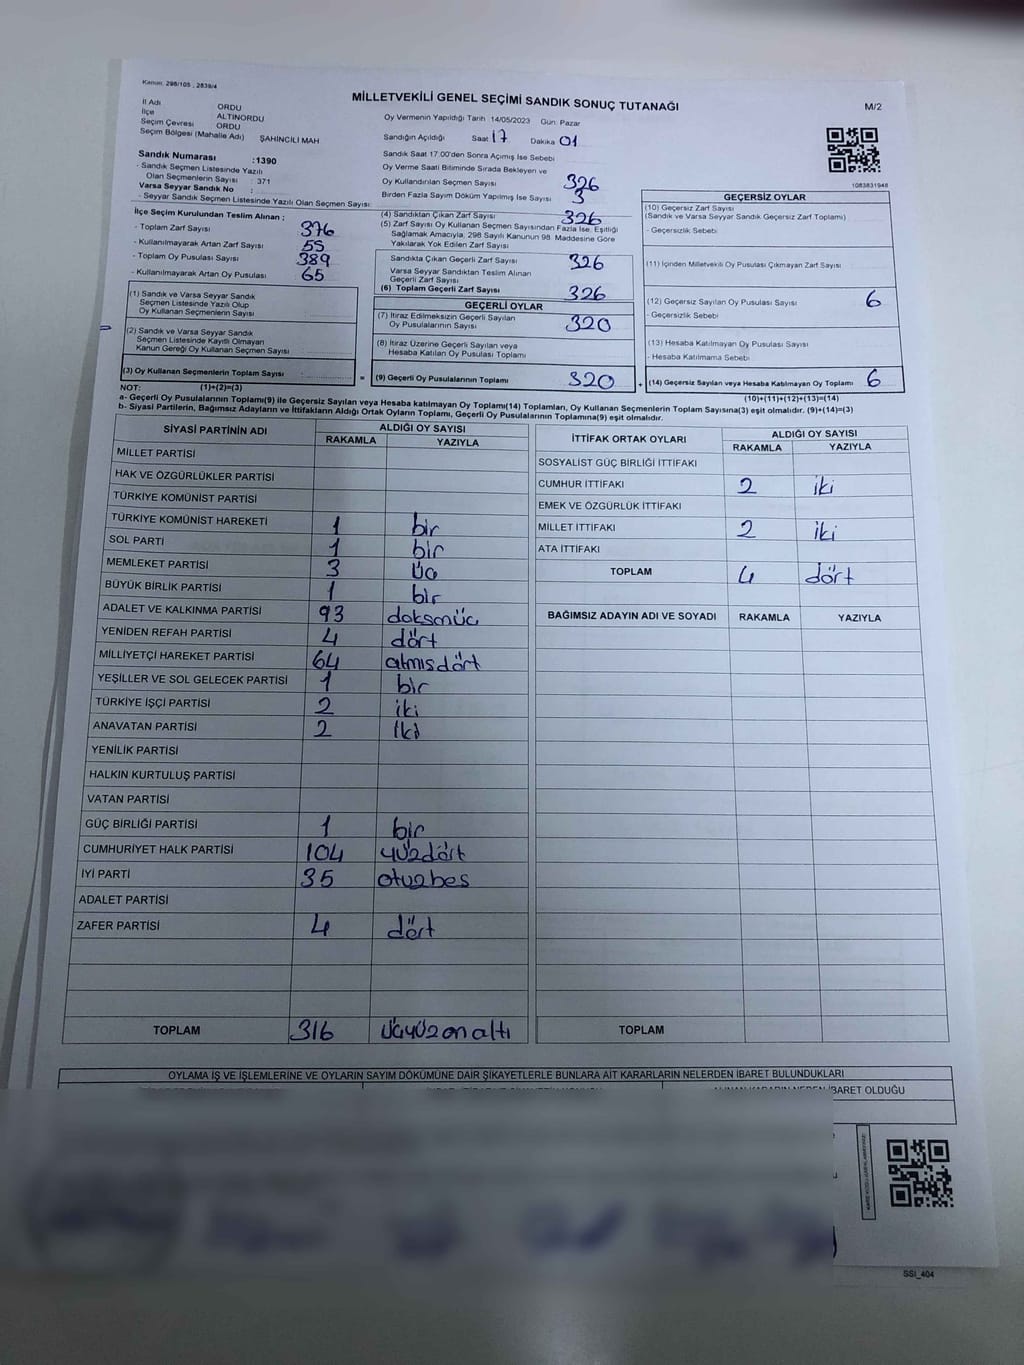 Kanun: 298/105 , 2839/4
MİLLETVEKİLİ GENEL SEÇİMİ SANDIK SONUÇ TUTANAĞI
M/2
İl Adı ORDU
İlçe ALTINORDU
Seçim Çevresi ORDU
Seçim Bölgesi (Mahalle Adı) ŞAHİNCİLİ MAH
Oy Vermenin Yapıldığı Tarih 14/05/2023 Gün: Pazar
Sandığın Açıldığı Saat 17 Dakika 01
Sandık Numarası :1390
- Sandık Seçmen Listesinde Yazılı
Olan Seçmenlerin Sayısı : 371
Varsa Seyyar Sandık No :
- Seyyar Sandık Seçmen Listesinde Yazılı Olan Seçmen Sayısı:
Sandık Saat 17:00'den Sonra Açımış İse Sebebi
Oy Verme Saati Bitiminde Sırada Bekleyen ve
Oy Kullandırılan Seçmen Sayısı 326
Birden Fazla Sayım Döküm Yapılmış İse Sayısı 3
1083831948
İlçe Seçim Kurulundan Teslim Alınan ;
- Toplam Zarf Sayısı 376
- Kullanılmayarak Artan Zarf Sayısı 55
- Toplam Oy Pusulası Sayısı 389
- Kullanılmayarak Artan Oy Pusulası 65
(4) Sandıktan Çıkan Zarf Sayısı 326
(5) Zarf Sayısı Oy Kullanan Seçmen Sayısından Fazla İse, Eşitliği
Sağlamak Amacıyla, 298 Sayılı Kanunun 98. Maddesine Göre
Yakılarak Yok Edilen Zarf Sayısı
Sandıkta Çıkan Geçerli Zarf Sayısı 326
Varsa Seyyar Sandıktan Teslim Alınan
Geçerli Zarf Sayısı
(6) Toplam Geçerli Zarf Sayısı 326
GEÇERSİZ OYLAR
(10) Geçersiz Zarf Sayısı
(Sandık ve Varsa Seyyar Sandık Geçersiz Zarf Toplamı)
- Geçersizlik Sebebi
(11) İçinden Milletvekili Oy Pusulası Çıkmayan Zarf Sayısı
(12) Geçersiz Sayılan Oy Pusulası Sayısı 6
- Geçersizlik Sebebi
(13) Hesaba Katılmayan Oy Pusulası Sayısı
- Hesaba Katılmama Sebebi
(14) Geçersiz Sayılan veya Hesaba Katılmayan Oy Toplamı 6
(10)+(11)+(12)+(13)=(14)
(1) Sandık ve Varsa Seyyar Sandık
Seçmen Listesinde Yazılı Olup
Oy Kullanan Seçmenlerin Sayısı
(2) Sandık ve Varsa Seyyar Sandık
Seçmen Listesinde Kayıtlı Olmayan
Kanun Gereği Oy Kullanan Seçmen Sayısı
(3) Oy Kullanan Seçmenlerin Toplam Sayısı
GEÇERLİ OYLAR
(7) İtiraz Edilmeksizin Geçerli Sayılan
Oy Pusulalarının Sayısı 320
(8) İtiraz Üzerine Geçerli Sayılan veya
Hesaba Katılan Oy Pusulası Toplamı
= (9) Geçerli Oy Pusulalarının Toplamı 320 +
NOT: (1)+(2)=(3)
a- Geçerli Oy Pusulalarının Toplamı(9) ile Geçersiz Sayılan veya Hesaba katılmayan Oy Toplamı(14) Toplamları, Oy Kullanan Seçmenlerin Toplam Sayısına(3) eşit olmalıdır. (9)+(14)=(3)
b- Siyasi Partilerin, Bağımsız Adayların ve İttifakların Aldığı Ortak Oyların Toplamı, Geçerli Oy Pusulalarının Toplamına(9) eşit olmalıdır.
SİYASİ PARTİNİN ADI ALDIĞI OY SAYISI
RAKAMLA YAZIYLA
MİLLET PARTİSİ
HAK VE ÖZGÜRLÜKLER PARTİSİ
TÜRKİYE KOMÜNİST PARTİSİ
TÜRKİYE KOMÜNİST HAREKETİ 1 bir
SOL PARTİ 1 bir
MEMLEKET PARTİSİ 3 üç
BÜYÜK BİRLİK PARTİSİ 1 bir
ADALET VE KALKINMA PARTİSİ 93 doksanüç
YENİDEN REFAH PARTİSİ 4 dört
MİLLİYETÇİ HAREKET PARTİSİ 64 atmışdört
YEŞİLLER VE SOL GELECEK PARTİSİ 1 bir
TÜRKİYE İŞÇİ PARTİSİ 2 iki
ANAVATAN PARTİSİ 2 iki
YENİLİK PARTİSİ
HALKIN KURTULUŞ PARTİSİ
VATAN PARTİSİ
GÜÇ BİRLİĞİ PARTİSİ 1 bir
CUMHURİYET HALK PARTİSİ 104 yüzdört
İYİ PARTİ 35 otuzbeş
ADALET PARTİSİ
ZAFER PARTİSİ 4 dört
TOPLAM 316 üçyüzonaltı
İTTİFAK ORTAK OYLARI ALDIĞI OY SAYISI
RAKAMLA YAZIYLA
SOSYALİST GÜÇ BİRLİĞİ İTTİFAKI
CUMHUR İTTİFAKI 2 iki
EMEK VE ÖZGÜRLÜK İTTİFAKI
MİLLET İTTİFAKI 2 iki
ATA İTTİFAKI
TOPLAM 4 dört
BAĞIMSIZ ADAYIN ADI VE SOYADI RAKAMLA YAZIYLA
TOPLAM
OYLAMA İŞ VE İŞLEMLERİNE VE OYLARIN SAYIM DÖKÜMÜNE DAİR ŞİKAYETLERLE BUNLARA AİT KARARLARIN NELERDEN İBARET BULUNDUKLARI
ALINAN KARARIN NEDEN İBARET OLDUĞU
SSI_404